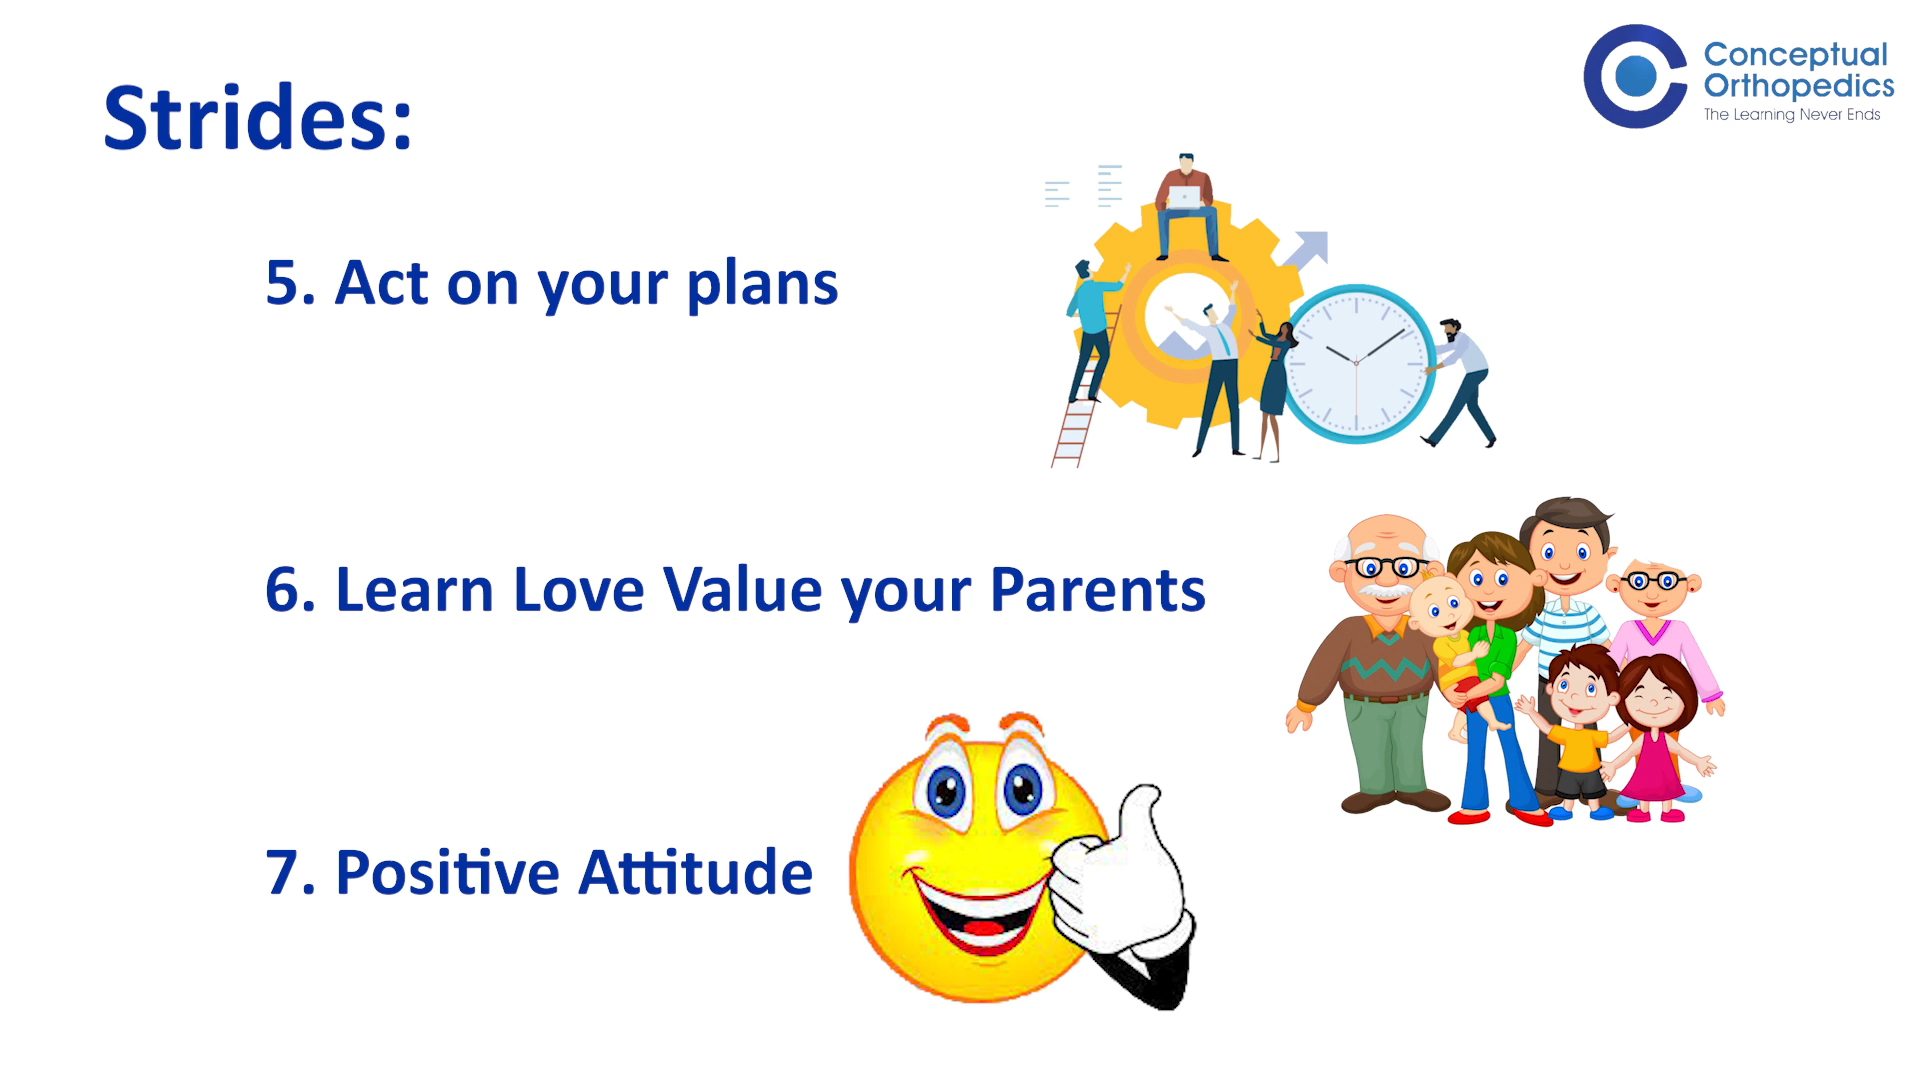 Conceptual
Orthopedics
The Learning Never Ends
Strides:
5. Act on your plans
6. Learn Love Value your Parents
7. Positive Attitude